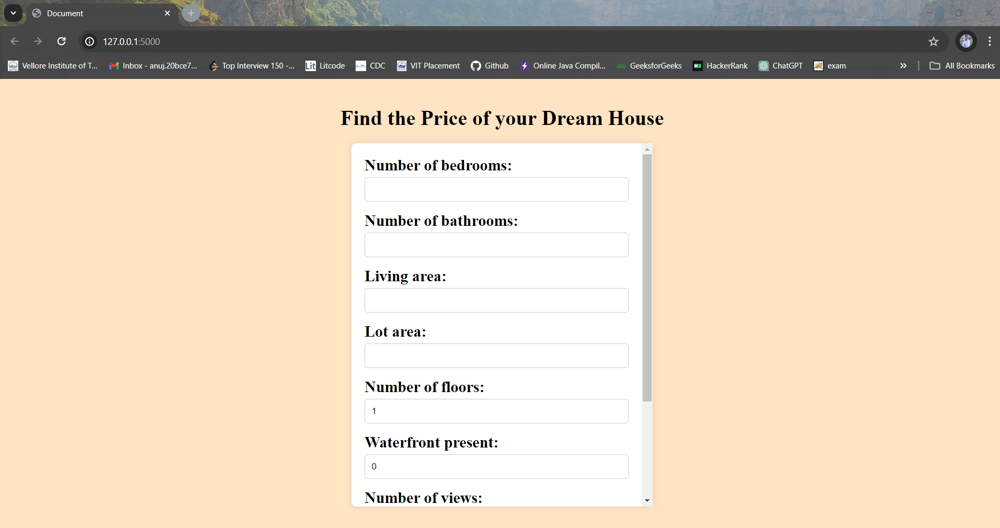 Document
127.0.0.1:5000
Vellore Institute of T... Inbox - anuj.20bce7... Top Interview 150 -... Lit Litcode CDC VIT Placement Github Online Java Compil... GeeksforGeeks HackerRank ChatGPT exam All Bookmarks
Find the Price of your Dream House
Number of bedrooms:
Number of bathrooms:
Living area:
Lot area:
Number of floors:
1
Waterfront present:
0
Number of views: